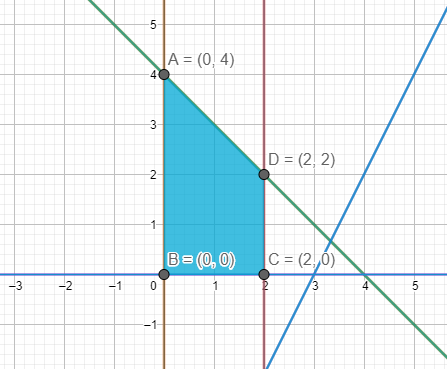 5
A = (0, 4)
4
3
D = (2, 2)
2
1
B = (0, 0)
C = (2, 0)
−3 −2 −1 0 1 2 3 4 5
−1